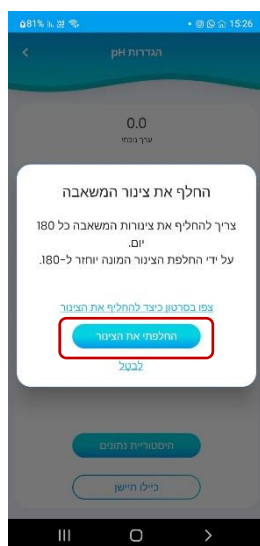 81% 15:26
הגדרות pH
0.0
ערך נוכחי
החלף את צינור המשאבה
צריך להחליף את צינורות המשאבה כל 180
יום.
על ידי החלפת הצינור המונה יוחזר ל-180.
צפו בסרטון כיצד להחליף את הצינור
החלפתי את הצינור
לבטל
היסטוריית נתונים
כיילו חיישן